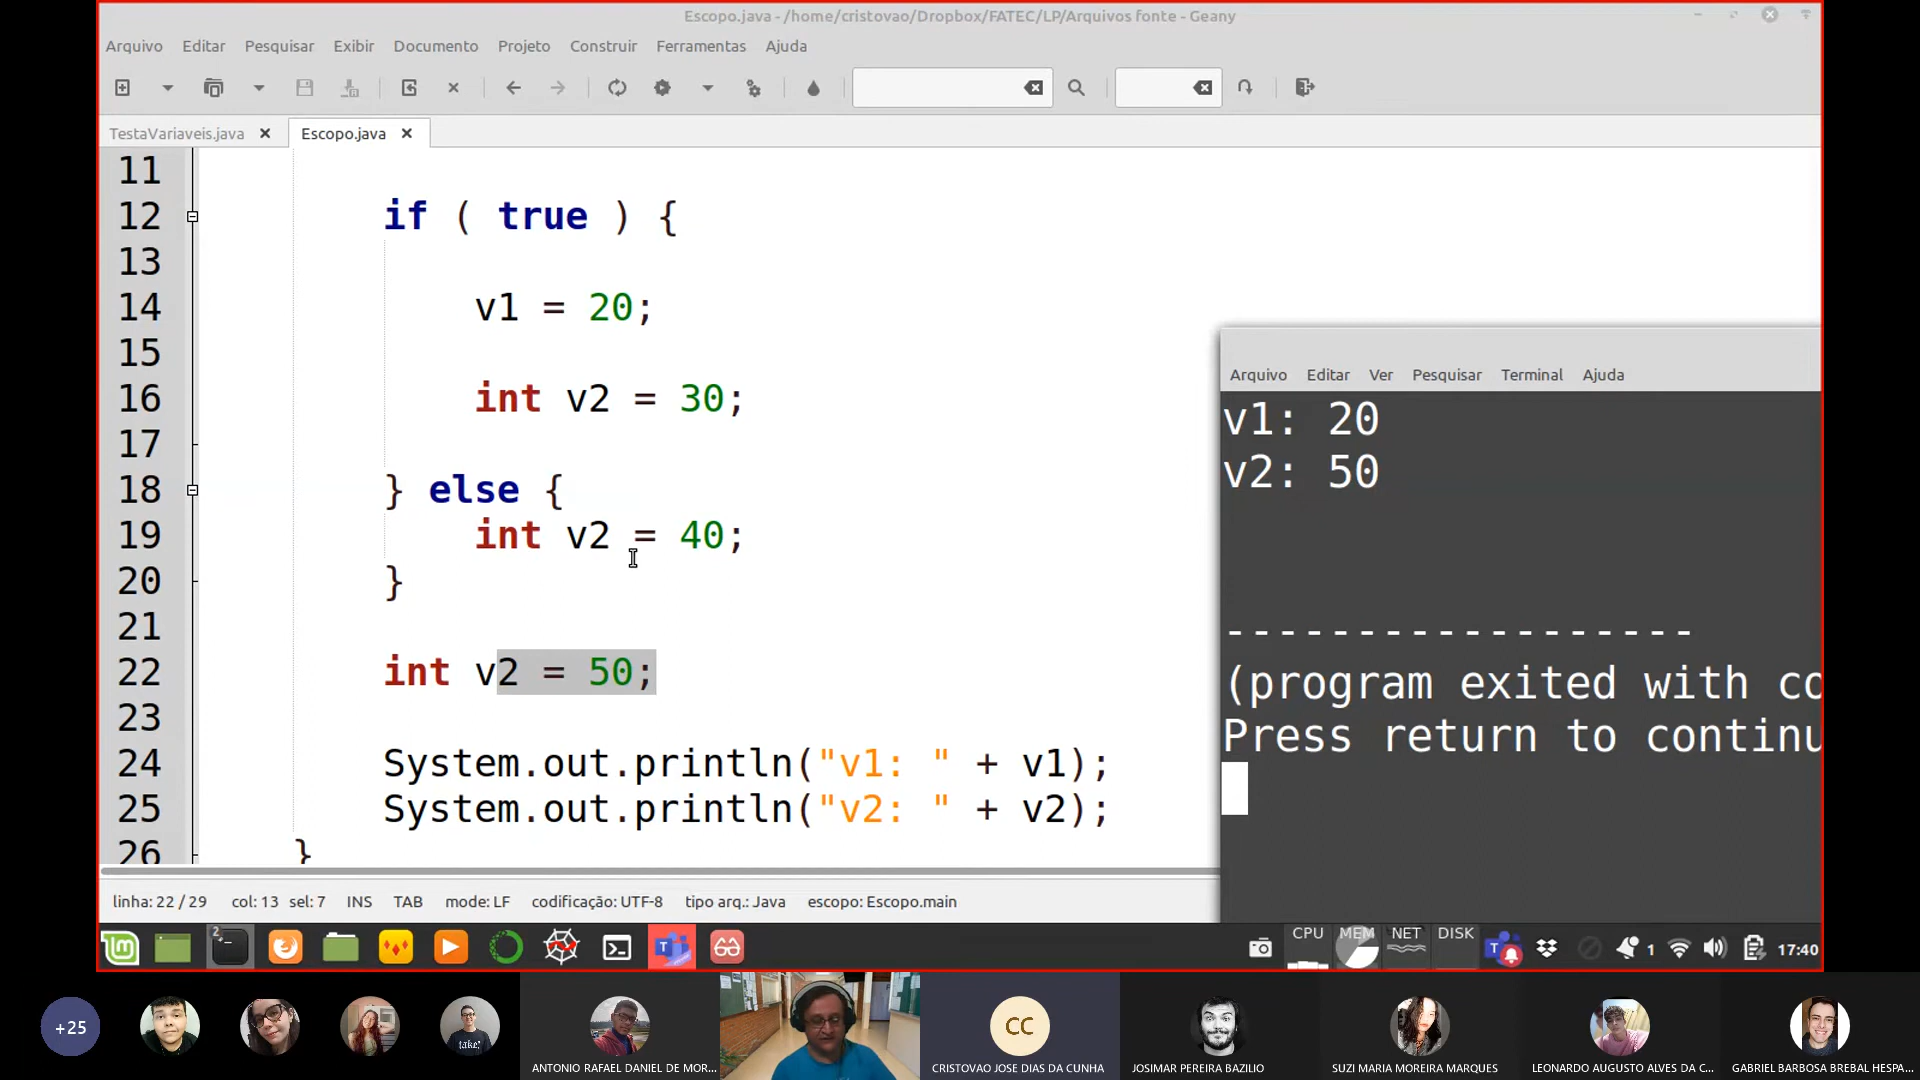 Escopo.java - /home/cristovao/Dropbox/FATEC/LP/Arquivos fonte - Geany
Arquivo Editar Pesquisar Exibir Documento Projeto Construir Ferramentas Ajuda
TestaVariaveis.java Escopo.java
11
12 if ( true ) {
13
14 v1 = 20;
15
16 int v2 = 30;
17
18 } else {
19 int v2 = 40;
20 }
21
22 int v2 = 50;
23
24 System.out.println("v1: " + v1);
25 System.out.println("v2: " + v2);
26 }
linha: 22 / 29 col: 13 sel: 7 INS TAB mode: LF codificação: UTF-8 tipo arq.: Java escopo: Escopo.main
Arquivo Editar Ver Pesquisar Terminal Ajuda
v1: 20
v2: 50
------------------
(program exited with co
Press return to continu
2 CPU MEM NET DISK 1 17:40
+25
take!
CC
ANTONIO RAFAEL DANIEL DE MOR... CRISTOVAO JOSE DIAS DA CUNHA JOSIMAR PEREIRA BAZILIO SUZI MARIA MOREIRA MARQUES LEONARDO AUGUSTO ALVES DA C... GABRIEL BARBOSA BREBAL HESPA...